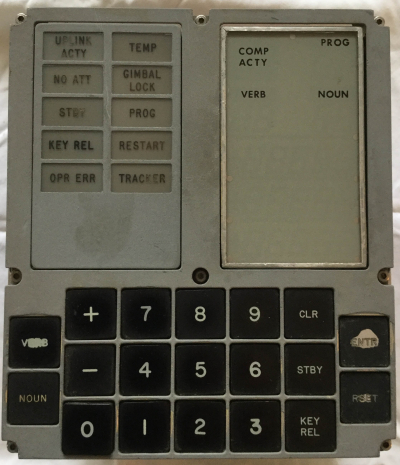 UPLINK
ACTY
TEMP
NO ATT
GIMBAL
LOCK
STBY
PROG
KEY REL
RESTART
OPR ERR
TRACKER
PROG
COMP
ACTY
VERB
NOUN
+
7
8
9
CLR
VERB
ENTR
−
4
5
6
STBY
NOUN
RSET
0
1
2
3
KEY
REL